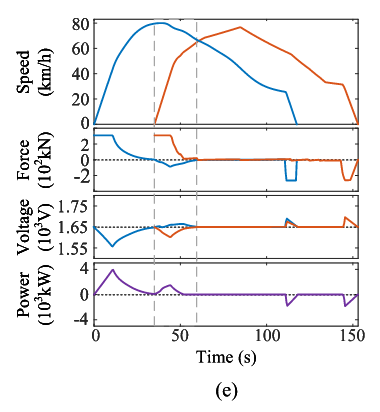 Speed
(km/h)
80
60
40
20
0
Force
(10²kN)
2
0
-2
Voltage
(10³V)
1.75
1.65
1.55
Power
(10³kW)
4
0
-4
0
50
100
150
Time (s)
(e)